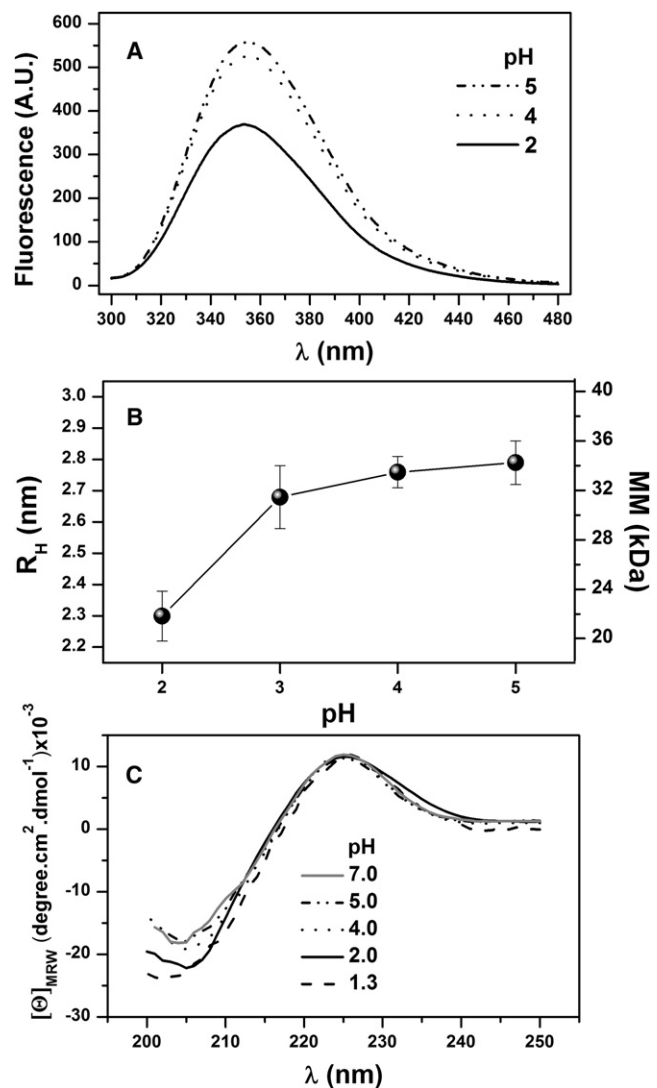 A
Fluorescence (A.U.)
600
500
400
300
200
100
0
pH
5
4
2
300 320 340 360 380 400 420 440 460 480
λ (nm)
B
R_H (nm)
3.0
2.9
2.8
2.7
2.6
2.5
2.4
2.3
2.2
MM (kDa)
40
36
32
28
24
20
2 3 4 5
pH
C
[Θ]MRW (degree.cm².dmol⁻¹)x10⁻³
10
0
-10
-20
-30
pH
7.0
5.0
4.0
2.0
1.3
200 210 220 230 240 250
λ (nm)